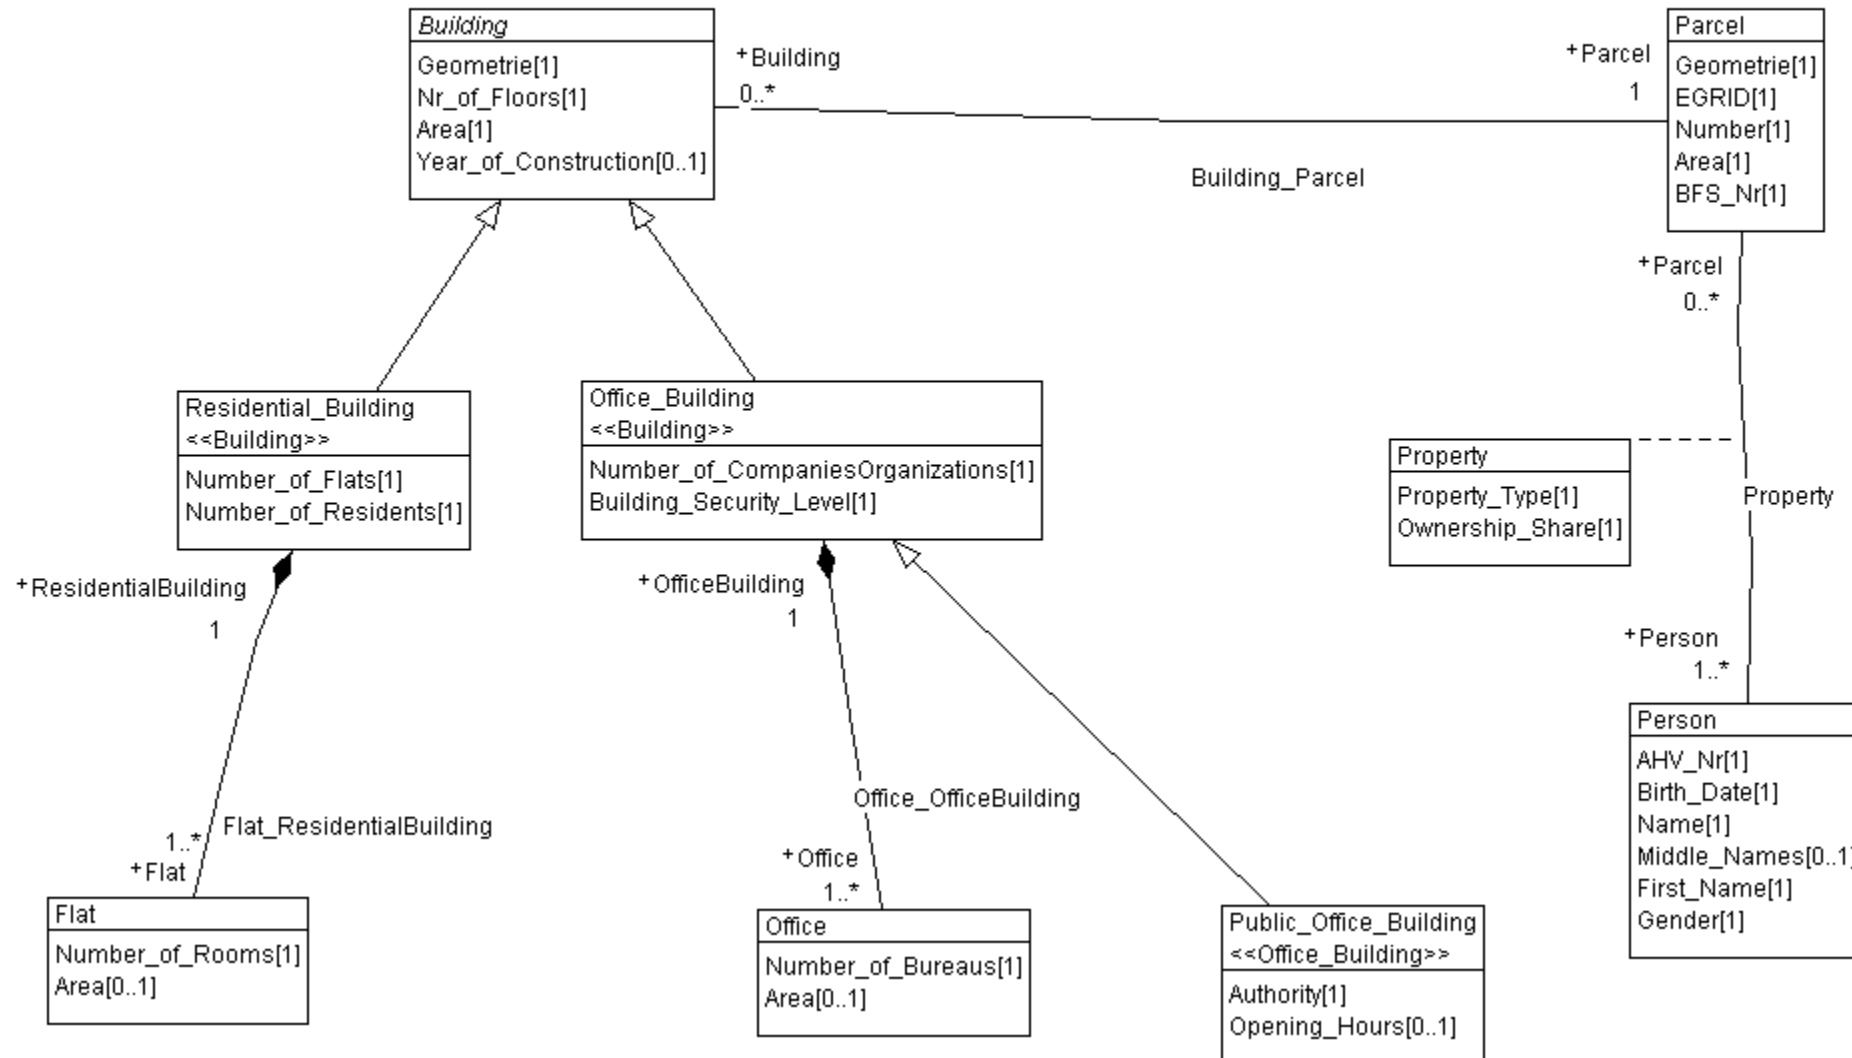 Building
Geometrie[1]
Nr_of_Floors[1]
Area[1]
Year_of_Construction[0..1]
+Building
0..*
+Parcel
1
Building_Parcel
Parcel
Geometrie[1]
EGRID[1]
Number[1]
Area[1]
BFS_Nr[1]
+Parcel
0..*
Residential_Building
<<Building>>
Number_of_Flats[1]
Number_of_Residents[1]
Office_Building
<<Building>>
Number_of_CompaniesOrganizations[1]
Building_Security_Level[1]
Property
Property_Type[1]
Ownership_Share[1]
Property
+ResidentialBuilding
1
+OfficeBuilding
1
+Person
1..*
Person
AHV_Nr[1]
Birth_Date[1]
Name[1]
Middle_Names[0..1]
First_Name[1]
Gender[1]
Flat_ResidentialBuilding
1..*
+Flat
Office_OfficeBuilding
+Office
1..*
Flat
Number_of_Rooms[1]
Area[0..1]
Office
Number_of_Bureaus[1]
Area[0..1]
Public_Office_Building
<<Office_Building>>
Authority[1]
Opening_Hours[0..1]